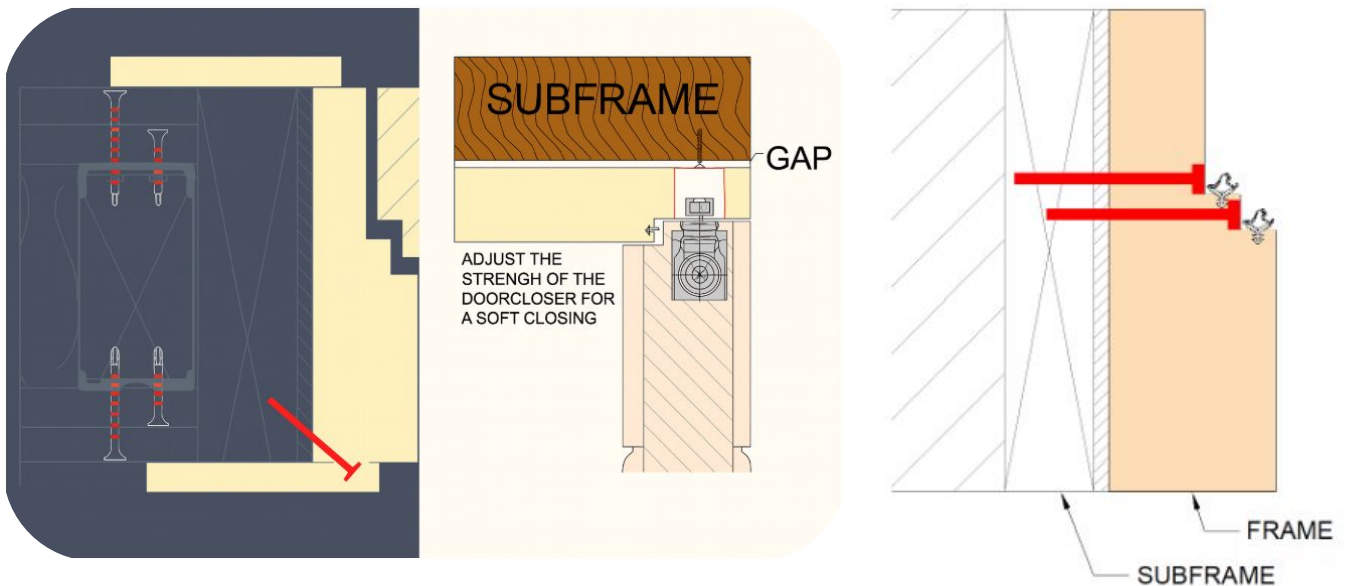 SUBFRAME
GAP
ADJUST THE
STRENGH OF THE
DOORCLOSER FOR
A SOFT CLOSING
FRAME
SUBFRAME